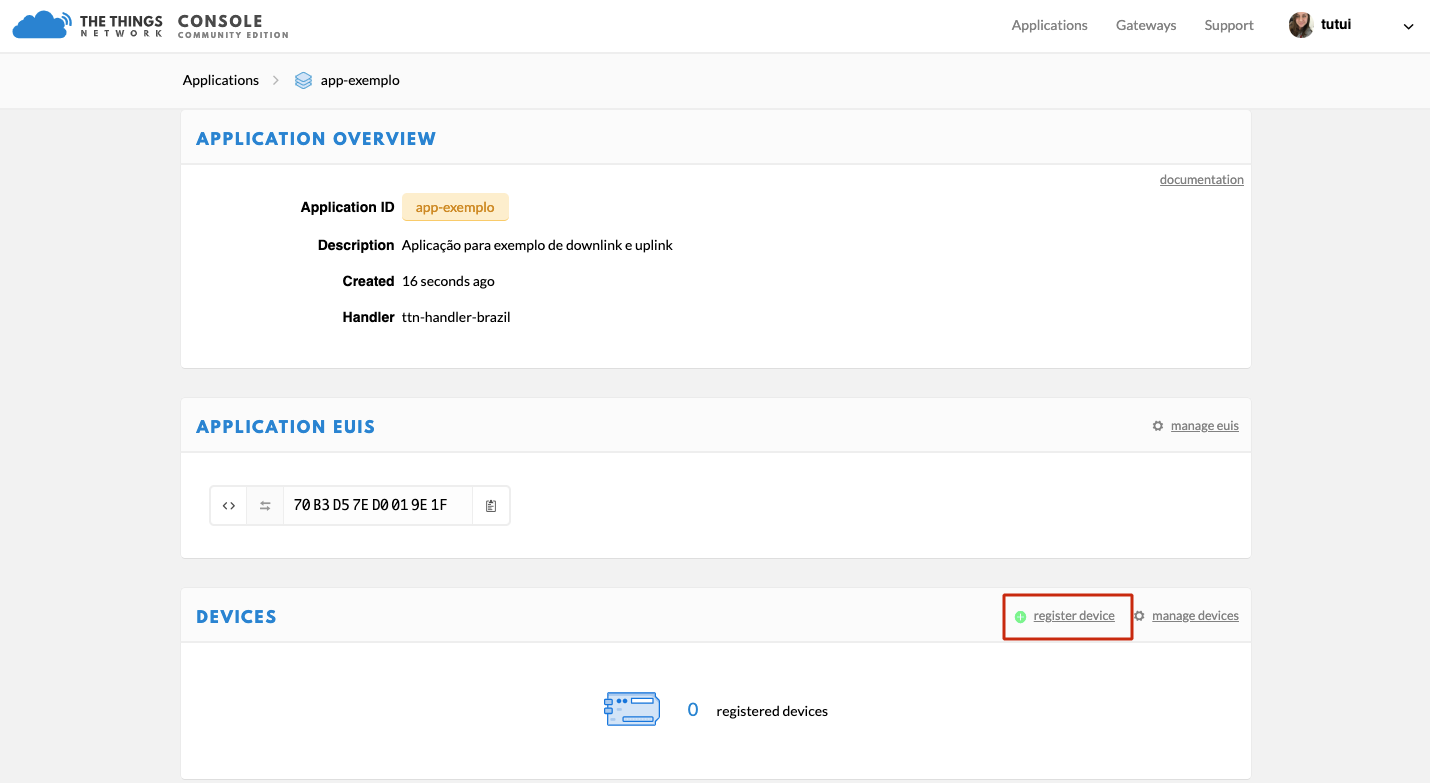 THE THINGS NETWORK CONSOLE COMMUNITY EDITION
Applications Gateways Support tutui
Applications app-exemplo
APPLICATION OVERVIEW
documentation
Application ID app-exemplo
Description Aplicação para exemplo de downlink e uplink
Created 16 seconds ago
Handler ttn-handler-brazil
APPLICATION EUIS manage euis
<> 70 B3 D5 7E D0 01 9E 1F
DEVICES register device manage devices
0 registered devices